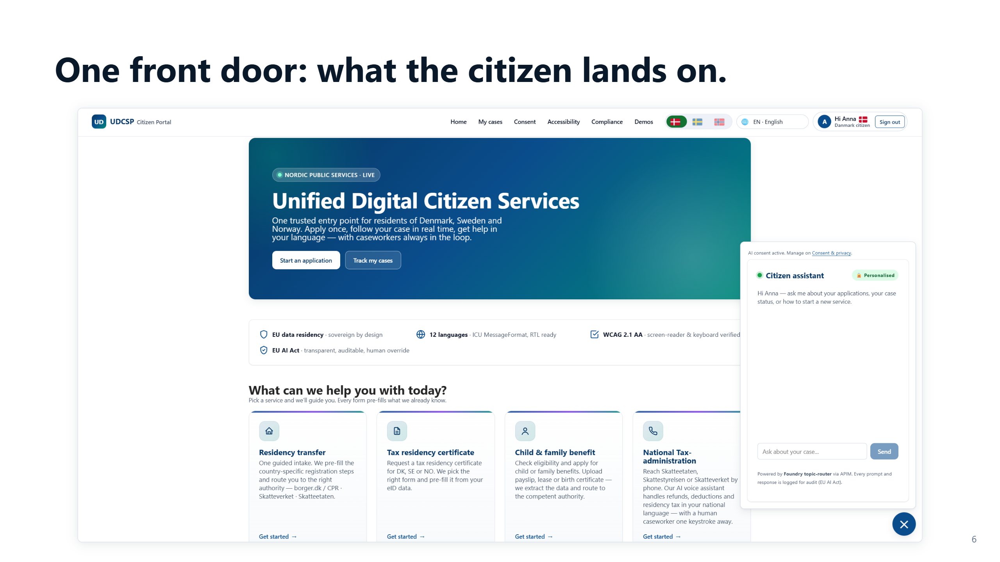 One front door: what the citizen lands on.
UD UDCSP Citizen Portal
Home My cases Consent Accessibility Compliance Demos
EN · English
A
Hi Anna
Danmark citizen
Sign out
NORDIC PUBLIC SERVICES · LIVE
Unified Digital Citizen Services
One trusted entry point for residents of Denmark, Sweden and
Norway. Apply once, follow your case in real time, get help in
your language — with caseworkers always in the loop.
Start an application
Track my cases
EU data residency · sovereign by design
12 languages · ICU MessageFormat, RTL ready
WCAG 2.1 AA · screen-reader & keyboard verified
EU AI Act · transparent, auditable, human override
What can we help you with today?
Pick a service and we'll guide you. Every form pre-fills what we already know.
Residency transfer
One guided intake. We pre-fill the
country-specific registration steps
and route you to the right
authority — borger.dk / CPR ·
Skatteverket · Skatteetaten.
Get started →
Tax residency certificate
Request a tax residency certificate
for DK, SE or NO. We pick the
right form and pre-fill it from your
eID data.
Get started →
Child & family benefit
Check eligibility and apply for
child or family benefits. Upload
payslip, lease or birth certificate —
we extract the data and route to
the competent authority.
Get started →
National Tax-
administration
Reach Skatteetaten,
Skattestyrelsen or Skatteverket by
phone. Our AI voice assistant
handles refunds, deductions and
residency tax in your national
language — with a human
caseworker one keystroke away.
Get started →
AI consent active. Manage on Consent & privacy.
Citizen assistant
Personalised
Hi Anna — ask me about your applications, your case
status, or how to start a new service.
Ask about your case...
Send
Powered by Foundry topic-router via APIM. Every prompt and
response is logged for audit (EU AI Act).
6